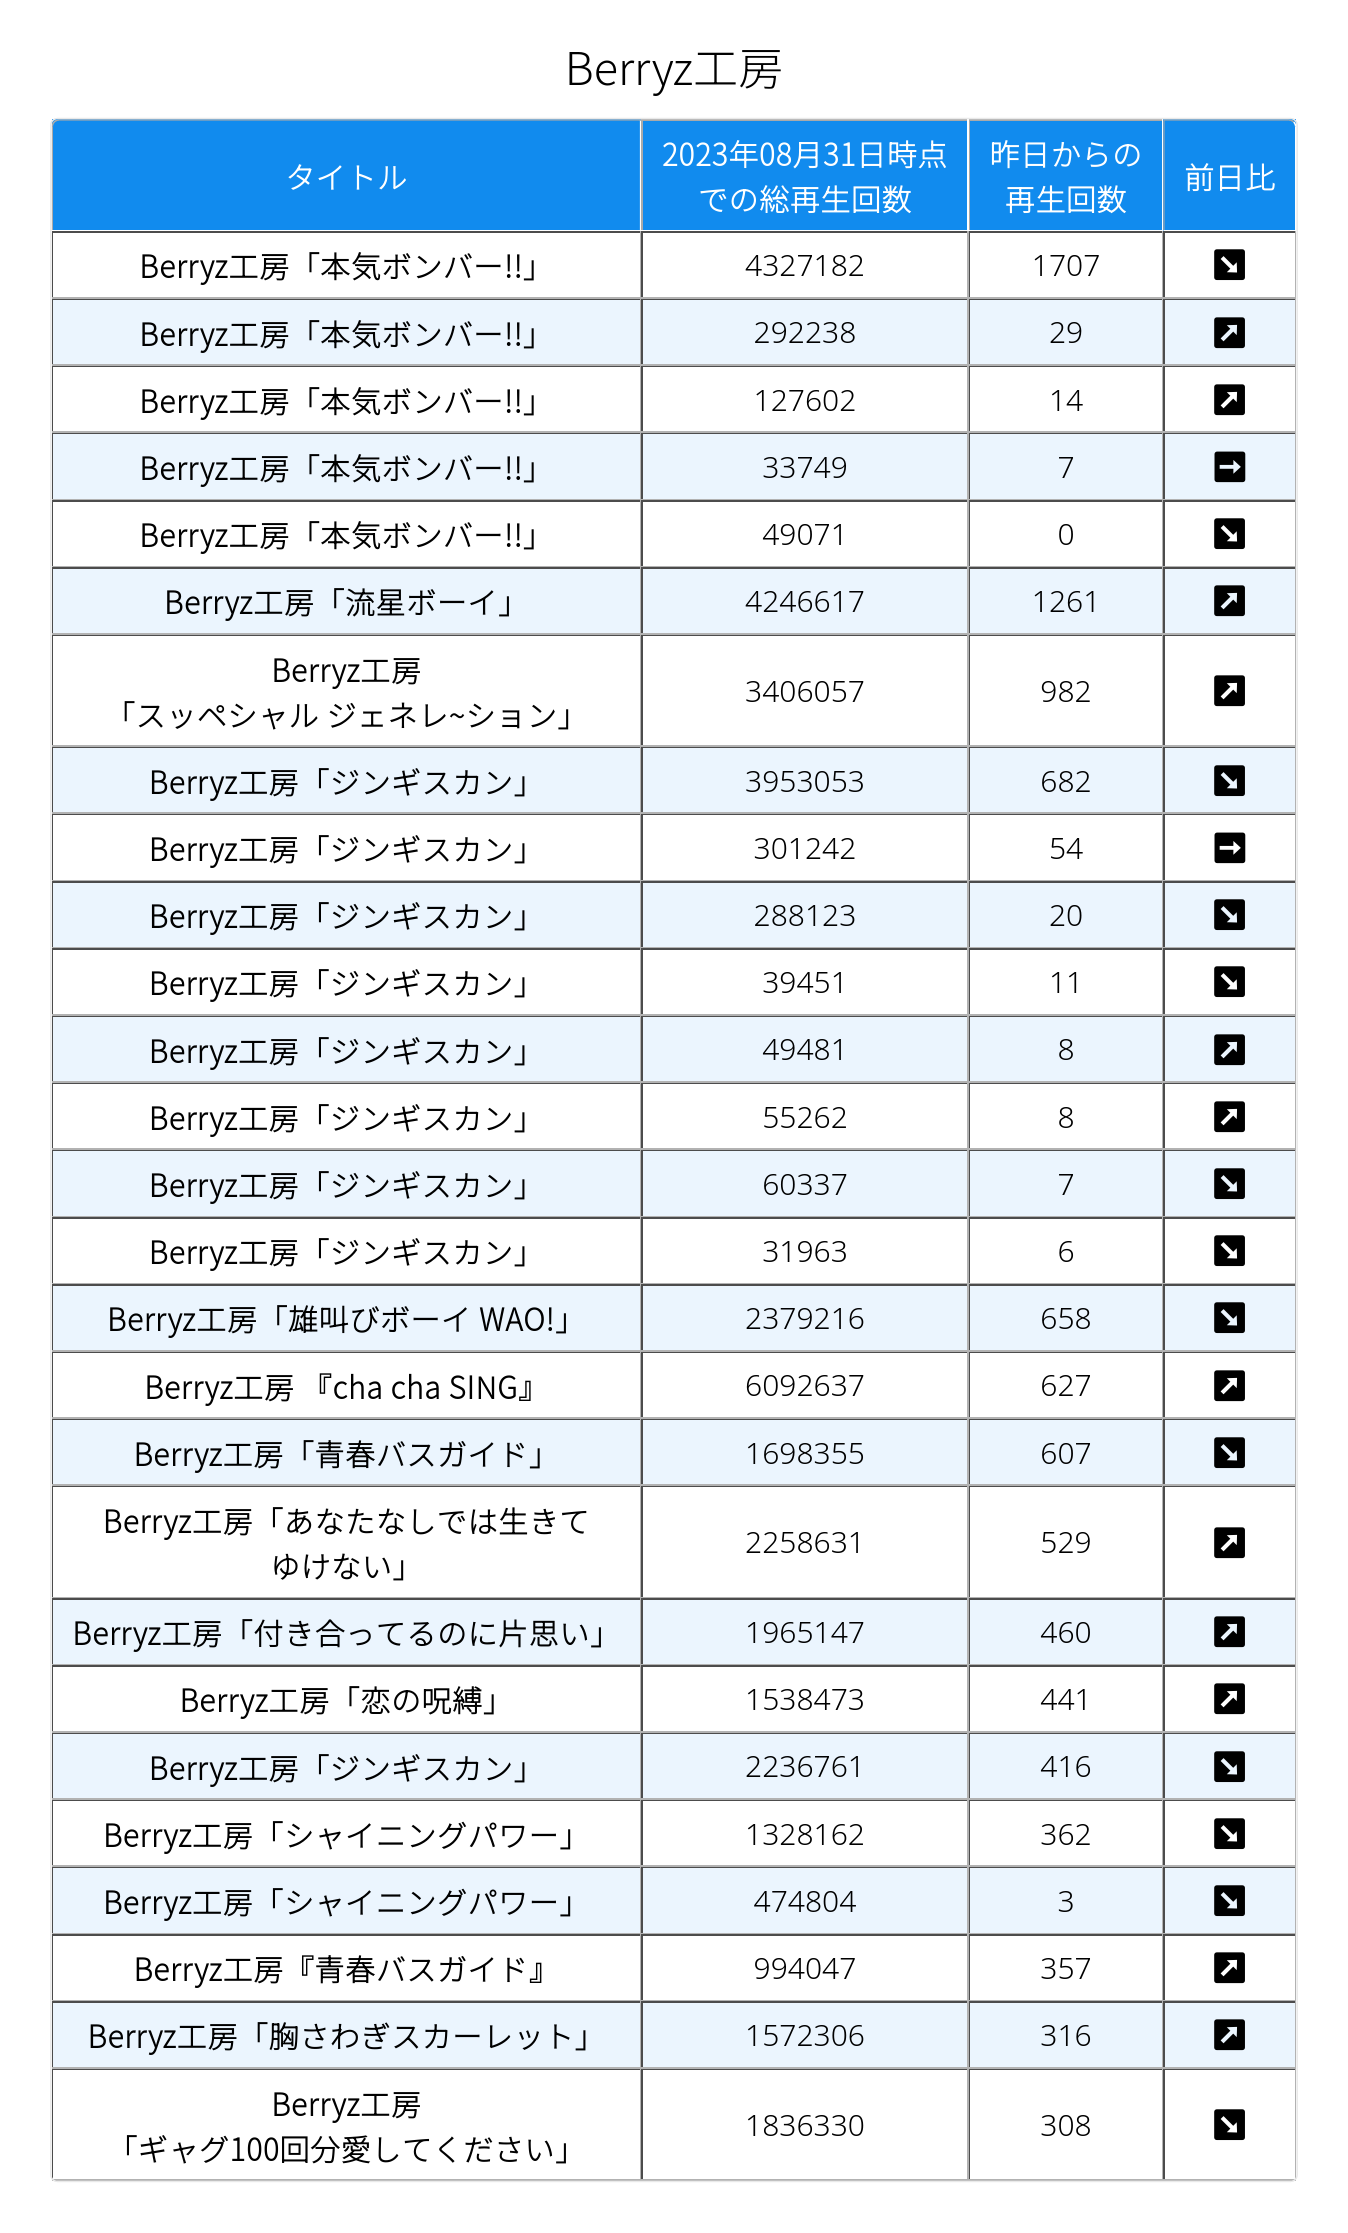 Berryz工房
タイトル
2023年08月31日時点
での総再生回数
昨日からの
再生回数
前日比
Berryz工房「本気ボンバー!!」 4327182 1707 ↘
Berryz工房「本気ボンバー!!」 292238 29 ↗
Berryz工房「本気ボンバー!!」 127602 14 ↗
Berryz工房「本気ボンバー!!」 33749 7 →
Berryz工房「本気ボンバー!!」 49071 0 ↘
Berryz工房「流星ボーイ」 4246617 1261 ↗
Berryz工房
「スッペシャル ジェネレ~ション」 3406057 982 ↗
Berryz工房「ジンギスカン」 3953053 682 ↘
Berryz工房「ジンギスカン」 301242 54 →
Berryz工房「ジンギスカン」 288123 20 ↘
Berryz工房「ジンギスカン」 39451 11 ↘
Berryz工房「ジンギスカン」 49481 8 ↗
Berryz工房「ジンギスカン」 55262 8 ↗
Berryz工房「ジンギスカン」 60337 7 ↘
Berryz工房「ジンギスカン」 31963 6 ↘
Berryz工房「雄叫びボーイ WAO!」 2379216 658 ↘
Berryz工房 『cha cha SING』 6092637 627 ↗
Berryz工房「青春バスガイド」 1698355 607 ↘
Berryz工房「あなたなしでは生きて
ゆけない」 2258631 529 ↗
Berryz工房「付き合ってるのに片思い」 1965147 460 ↗
Berryz工房「恋の呪縛」 1538473 441 ↗
Berryz工房「ジンギスカン」 2236761 416 ↘
Berryz工房「シャイニングパワー」 1328162 362 ↘
Berryz工房「シャイニングパワー」 474804 3 ↘
Berryz工房『青春バスガイド』 994047 357 ↗
Berryz工房「胸さわぎスカーレット」 1572306 316 ↗
Berryz工房
「ギャグ100回分愛してください」 1836330 308 ↘